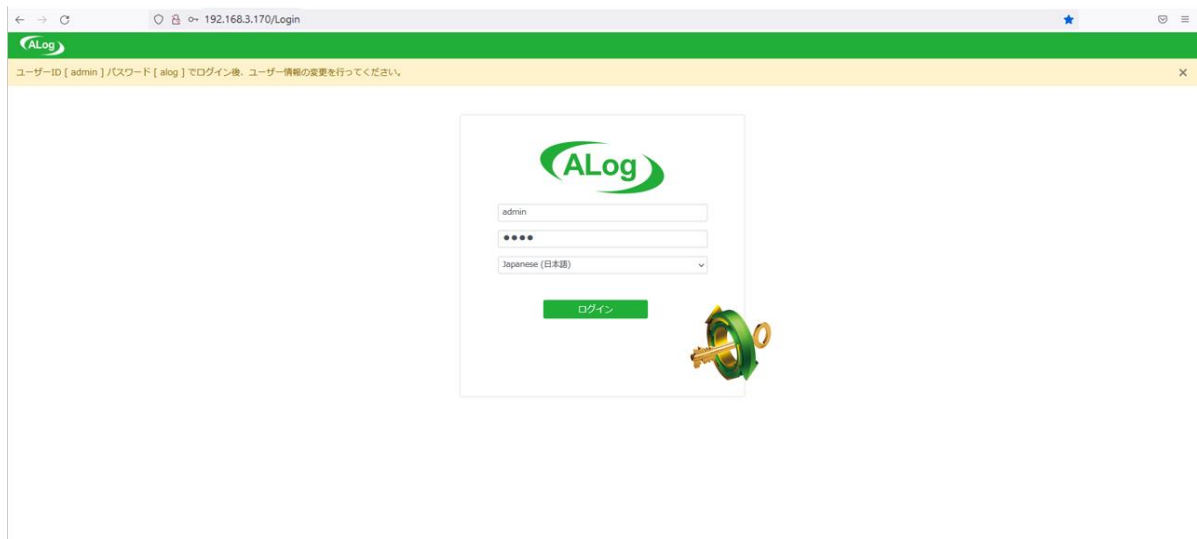 192.168.3.170/Login
ALog
ユーザーID [ admin ] パスワード [ alog ] でログイン後、ユーザー情報の変更を行ってください。
ALog
admin
Japanese (日本語)
ログイン